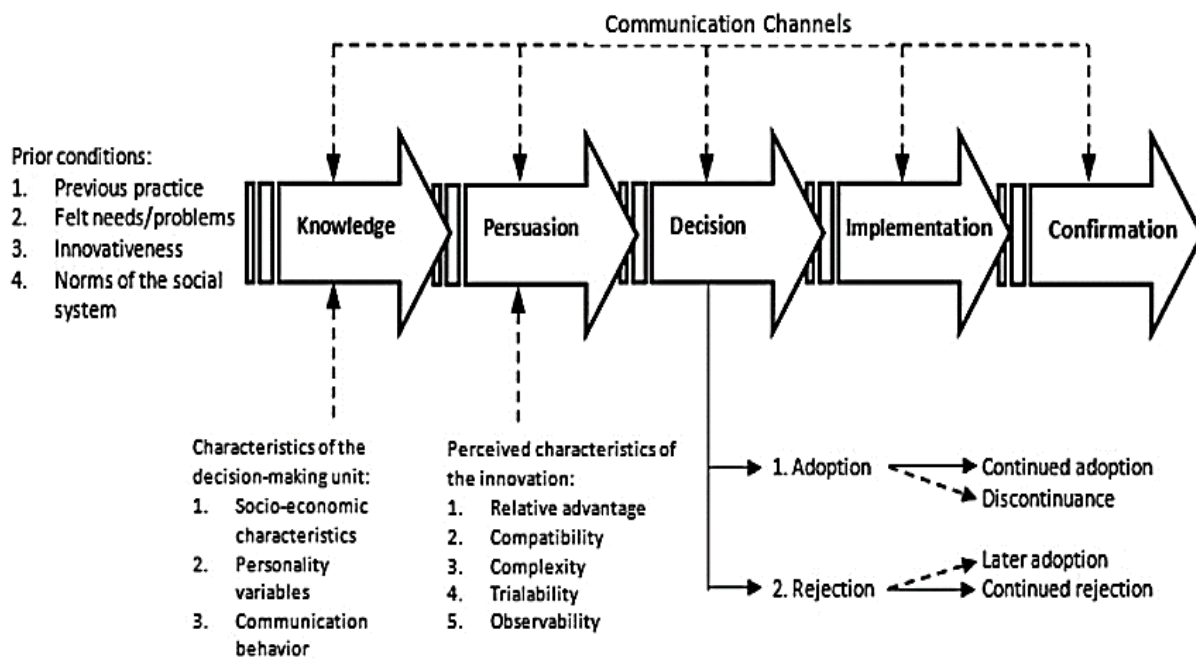 Communication Channels
Prior conditions:
1. Previous practice
2. Felt needs/problems
3. Innovativeness
4. Norms of the social
system
Knowledge
Persuasion
Decision
Implementation
Confirmation
Characteristics of the
decision-making unit:
1. Socio-economic
characteristics
2. Personality
variables
3. Communication
behavior
Perceived characteristics of
the innovation:
1. Relative advantage
2. Compatibility
3. Complexity
4. Trialability
5. Observability
1. Adoption
Continued adoption
Discontinuance
2. Rejection
Later adoption
Continued rejection